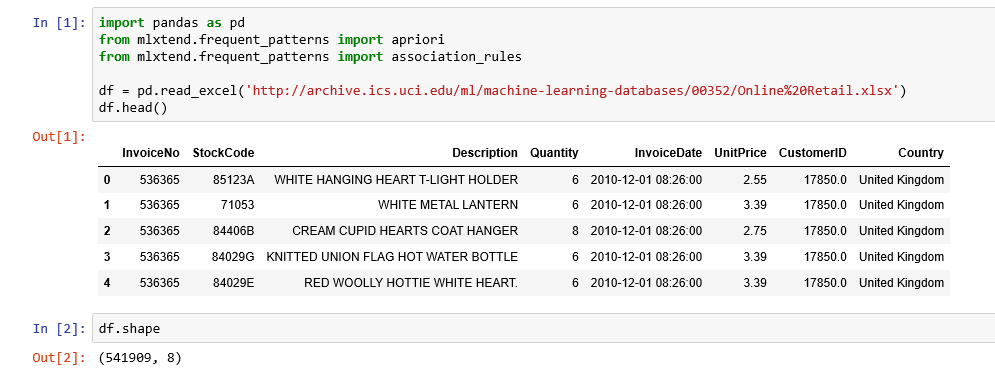 In [1]: import pandas as pd
from mlxtend.frequent_patterns import apriori
from mlxtend.frequent_patterns import association_rules
df = pd.read_excel('http://archive.ics.uci.edu/ml/machine-learning-databases/00352/Online%20Retail.xlsx')
df.head()
Out[1]:
InvoiceNo StockCode Description Quantity InvoiceDate UnitPrice CustomerID Country
0 536365 85123A WHITE HANGING HEART T-LIGHT HOLDER 6 2010-12-01 08:26:00 2.55 17850.0 United Kingdom
1 536365 71053 WHITE METAL LANTERN 6 2010-12-01 08:26:00 3.39 17850.0 United Kingdom
2 536365 84406B CREAM CUPID HEARTS COAT HANGER 8 2010-12-01 08:26:00 2.75 17850.0 United Kingdom
3 536365 84029G KNITTED UNION FLAG HOT WATER BOTTLE 6 2010-12-01 08:26:00 3.39 17850.0 United Kingdom
4 536365 84029E RED WOOLLY HOTTIE WHITE HEART. 6 2010-12-01 08:26:00 3.39 17850.0 United Kingdom
In [2]: df.shape
Out[2]: (541909, 8)